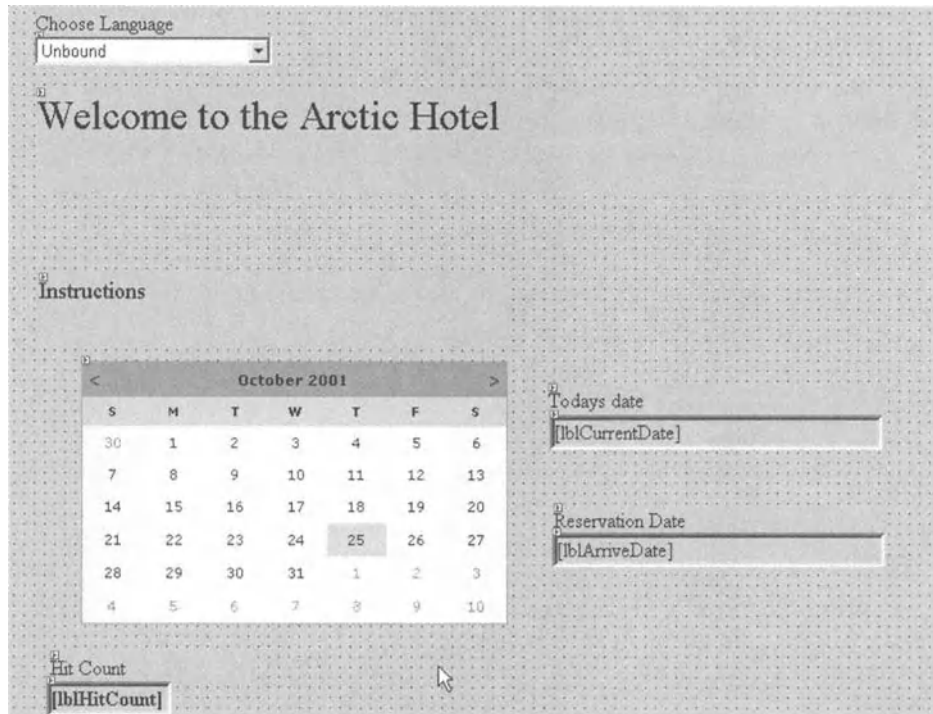 Choose Language
Unbound
Welcome to the Arctic Hotel
Instructions
< October 2001 >
S M T W T F S
30 1 2 3 4 5 6
7 8 9 10 11 12 13
14 15 16 17 18 19 20
21 22 23 24 25 26 27
28 29 30 31 1 2 3
4 5 6 7 8 9 10
Todays date
[lblCurrentDate]
Reservation Date
[lblArriveDate]
Hit Count
[lblHitCount]